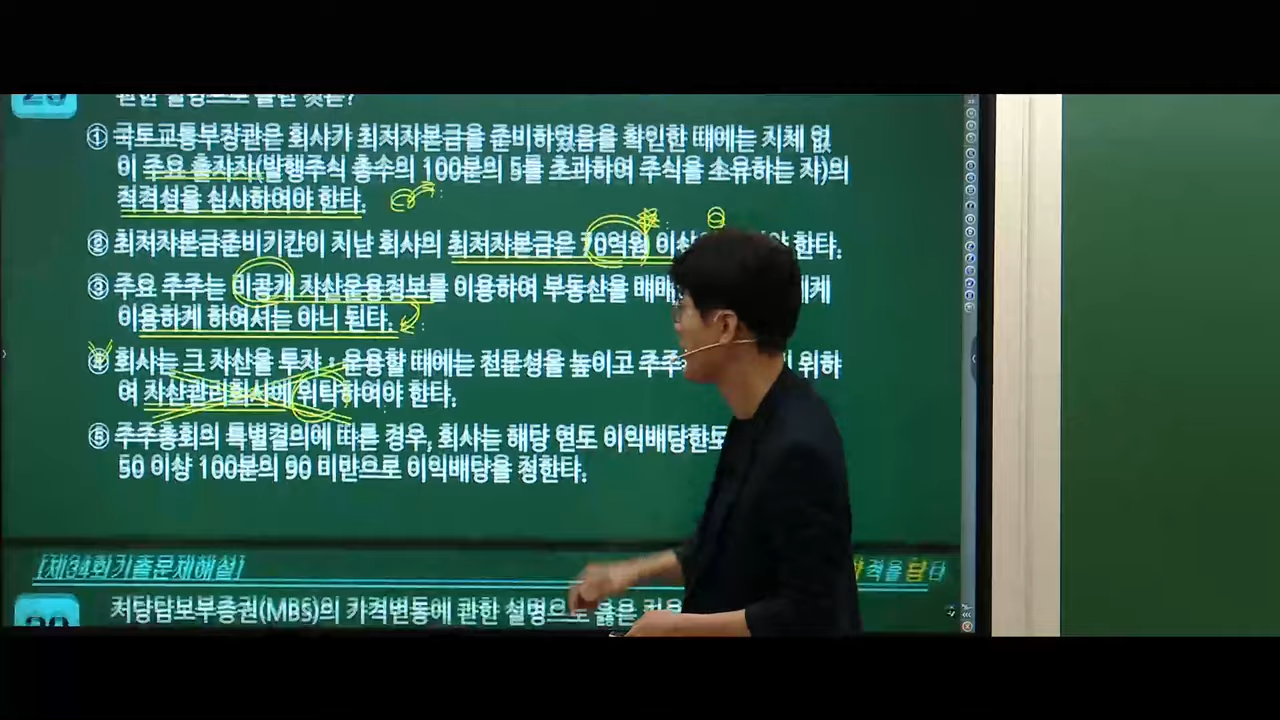 관한 설명으로 틀린 것은?
① 국토교통부장관은 회사가 최저자본금을 준비하였음을 확인한 때에는 지체 없
이 주요 출자자(발행주식 총수의 100분의 5를 초과하여 주식을 소유하는 자)의
적격성을 심사하여야 한다.
② 최저자본금준비기간이 지난 회사의 최저자본금은 70억원 이상 한다.
③ 주요 주주는 미공개 자산운용정보를 이용하여 부동산을 매매 에게
이용하게 하여서는 아니 된다.
④ 회사는 그 자산을 투자·운용할 때에는 전문성을 높이고 주주 위하
여 자산관리회사에 위탁하여야 한다.
⑤ 주주총회의 특별결의에 따른 경우, 회사는 해당 연도 이익배당한도
50 이상 100분의 90 미만으로 이익배당을 정한다.
[제34회기출문제해설]
저당담보부증권(MBS)의 가격변동에 관한 설명으로 옳은